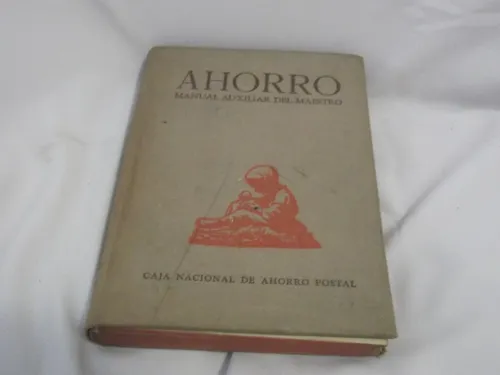 AHORRO
MANUAL AUXILIAR DEL MAESTRO
CAJA NACIONAL DE AHORRO POSTAL